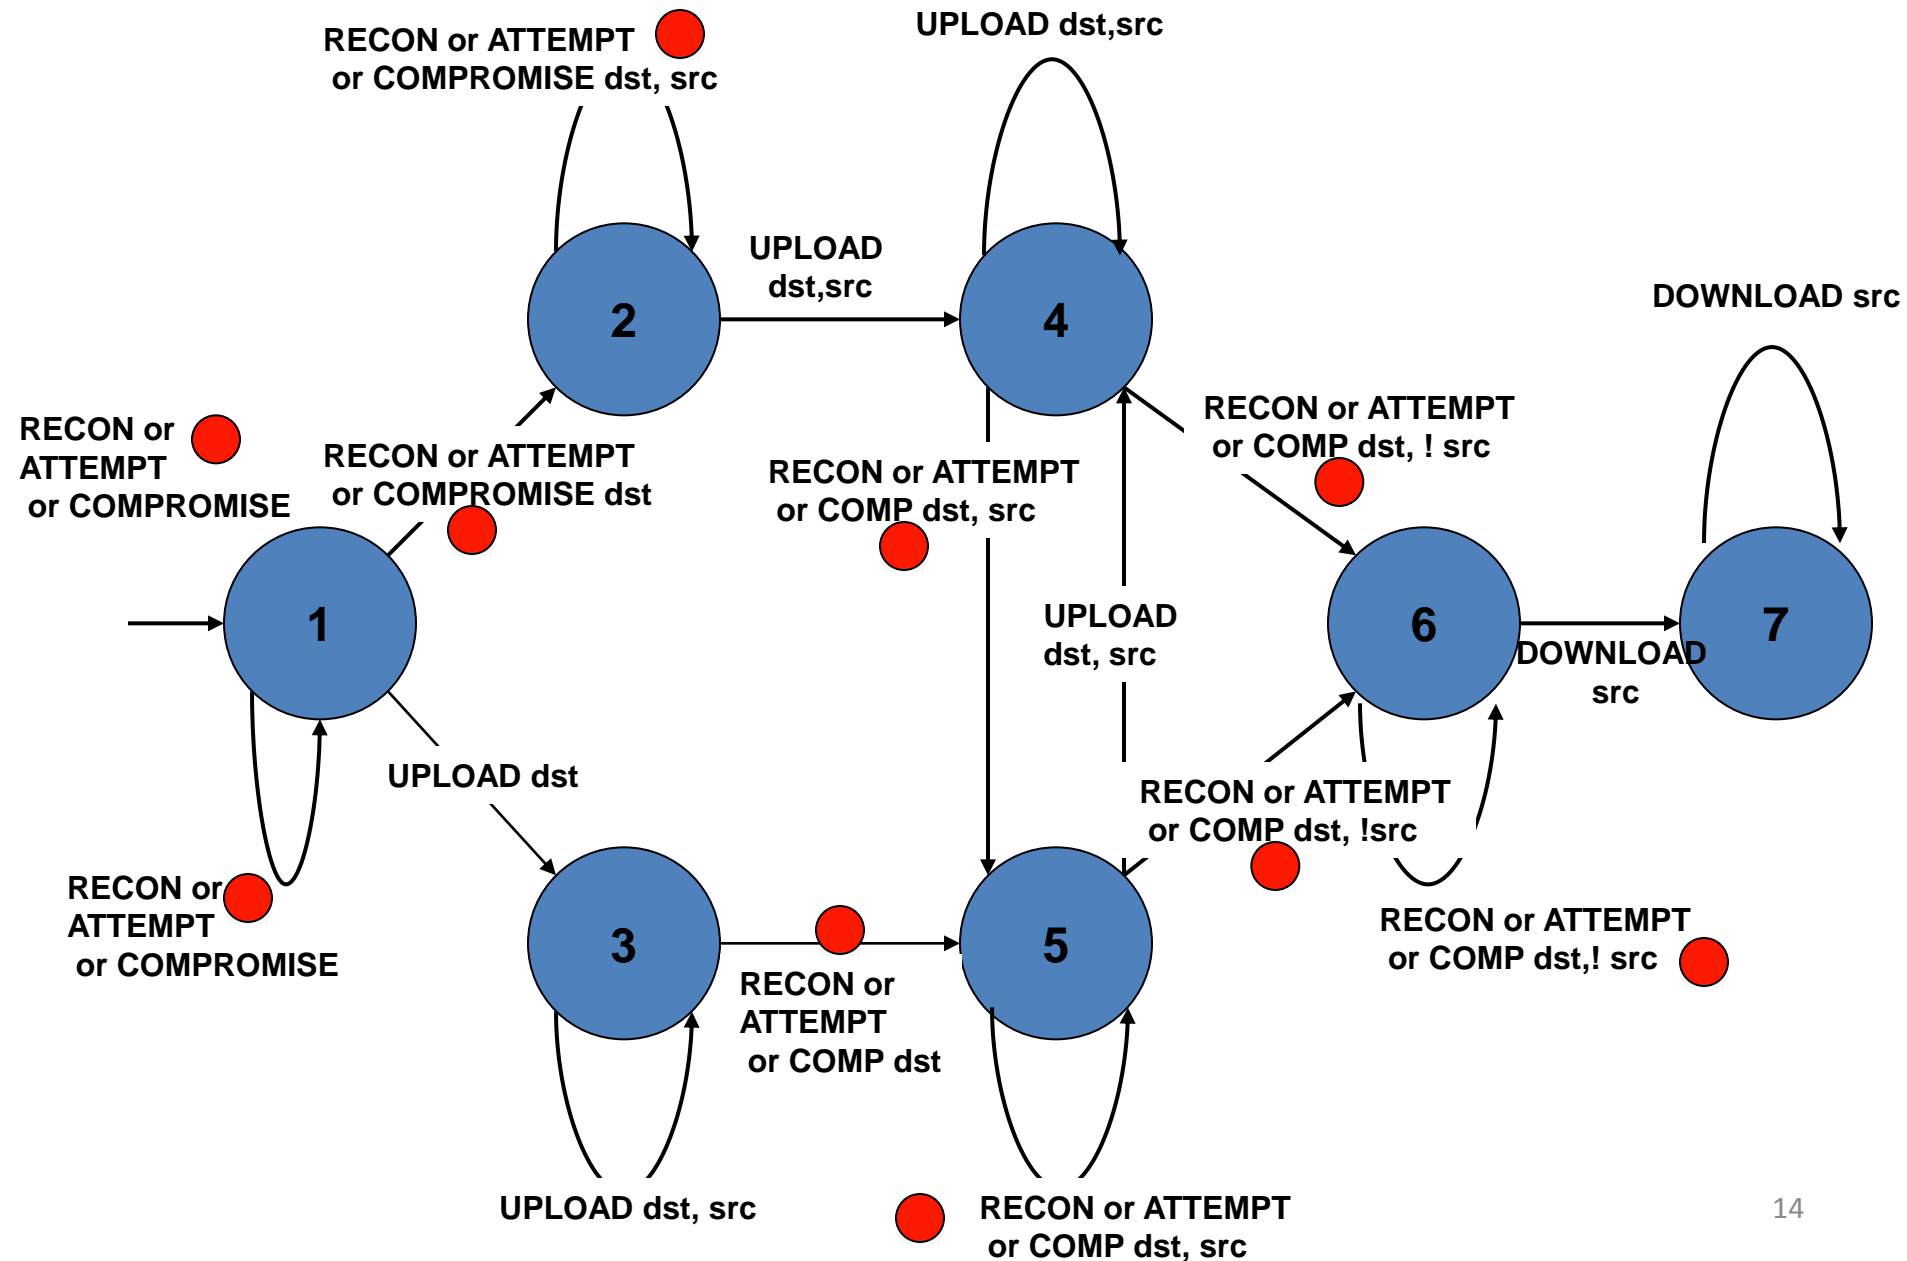 RECON or ATTEMPT
or COMPROMISE dst, src
UPLOAD dst,src
UPLOAD
dst,src
2
4
DOWNLOAD src
RECON or
ATTEMPT
or COMPROMISE
RECON or ATTEMPT
or COMPROMISE dst
RECON or ATTEMPT
or COMP dst, src
RECON or ATTEMPT
or COMP dst, ! src
1
UPLOAD
dst, src
6
7
DOWNLOAD
src
UPLOAD dst
RECON or ATTEMPT
or COMP dst, !src
RECON or
ATTEMPT
or COMPROMISE
3
5
RECON or ATTEMPT
or COMP dst,! src
RECON or
ATTEMPT
or COMP dst
UPLOAD dst, src
RECON or ATTEMPT
or COMP dst, src
14